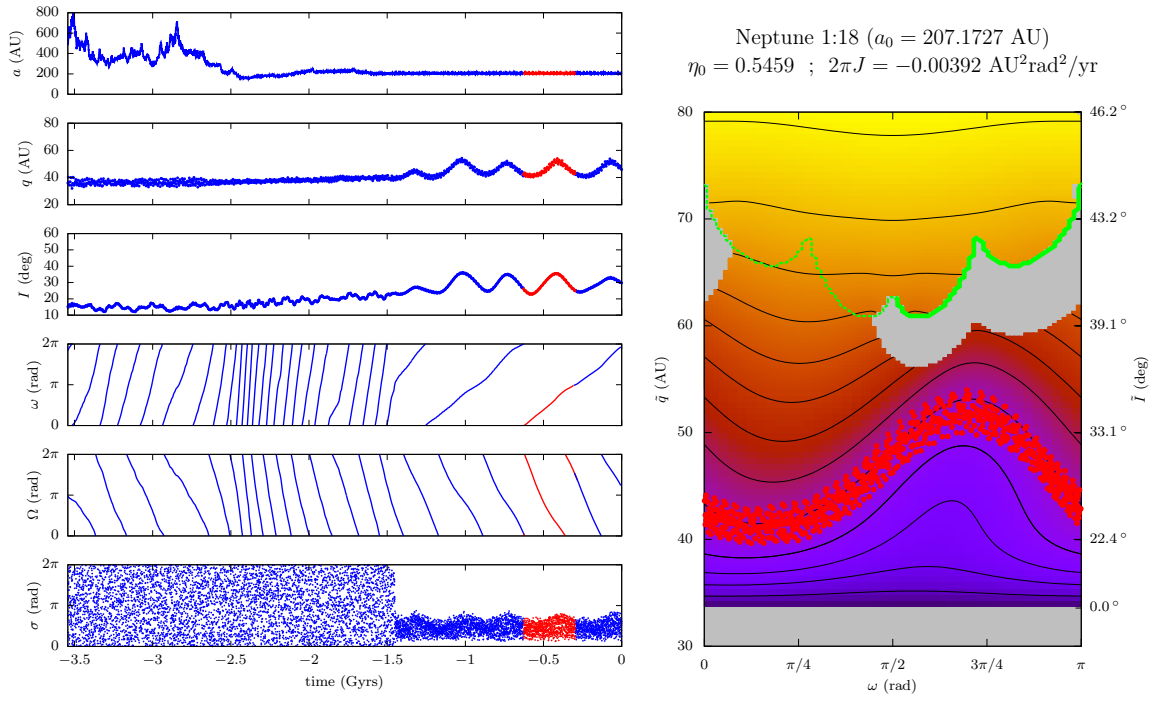 800
600
400
200
0
a (AU)
80
60
40
20
q (AU)
60
50
40
30
20
10
I (deg)
2π
π
0
ω (rad)
2π
π
0
Ω (rad)
2π
π
0
σ (rad)
−3.5 −3 −2.5 −2 −1.5 −1 −0.5 0
time (Gyrs)
Neptune 1:18 (a₀ = 207.1727 AU)
η₀ = 0.5459 ; 2πJ = −0.00392 AU²rad²/yr
80
70
60
50
40
30
q̃ (AU)
46.2°
43.2°
39.1°
33.1°
22.4°
0.0°
Ĩ (deg)
0 π/4 π/2 3π/4 π
ω (rad)